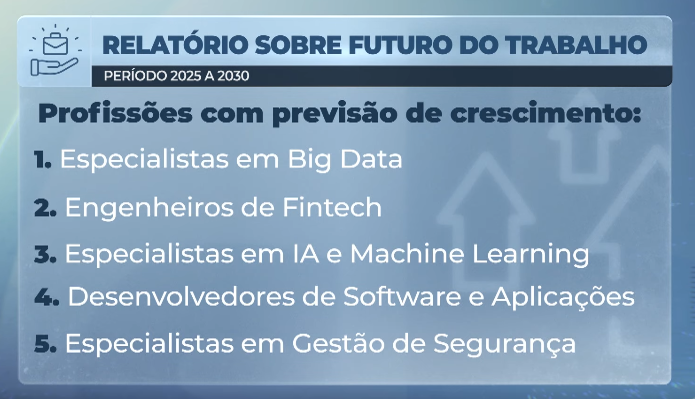 RELATÓRIO SOBRE FUTURO DO TRABALHO
PERÍODO 2025 A 2030
Profissões com previsão de crescimento:
1. Especialistas em Big Data
2. Engenheiros de Fintech
3. Especialistas em IA e Machine Learning
4. Desenvolvedores de Software e Aplicações
5. Especialistas em Gestão de Segurança